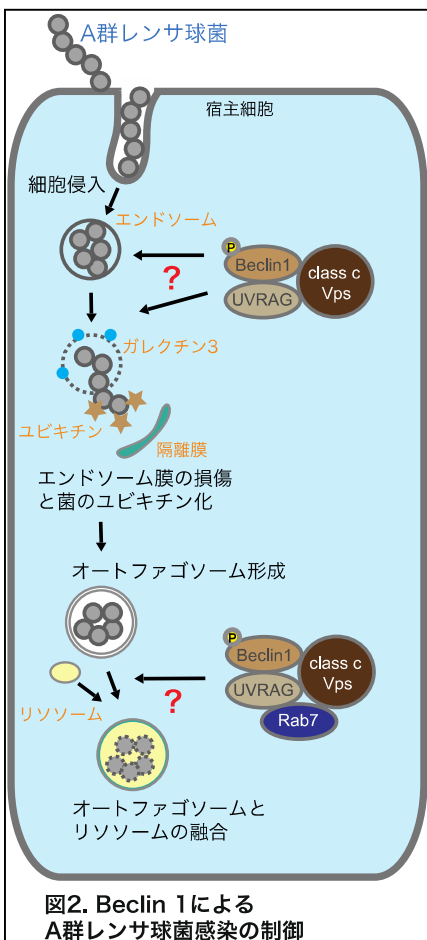 A群レンサ球菌
宿主細胞
細胞侵入
エンドソーム
P
Beclin1
UVRAG
class c
Vps
?
ガレクチン3
ユビキチン
隔離膜
エンドソーム膜の損傷
と菌のユビキチン化
オートファゴソーム形成
P
Beclin1
UVRAG
class c
Vps
Rab7
?
リソソーム
オートファゴソームと
リソソームの融合
図2. Beclin 1による
A群レンサ球菌感染の制御